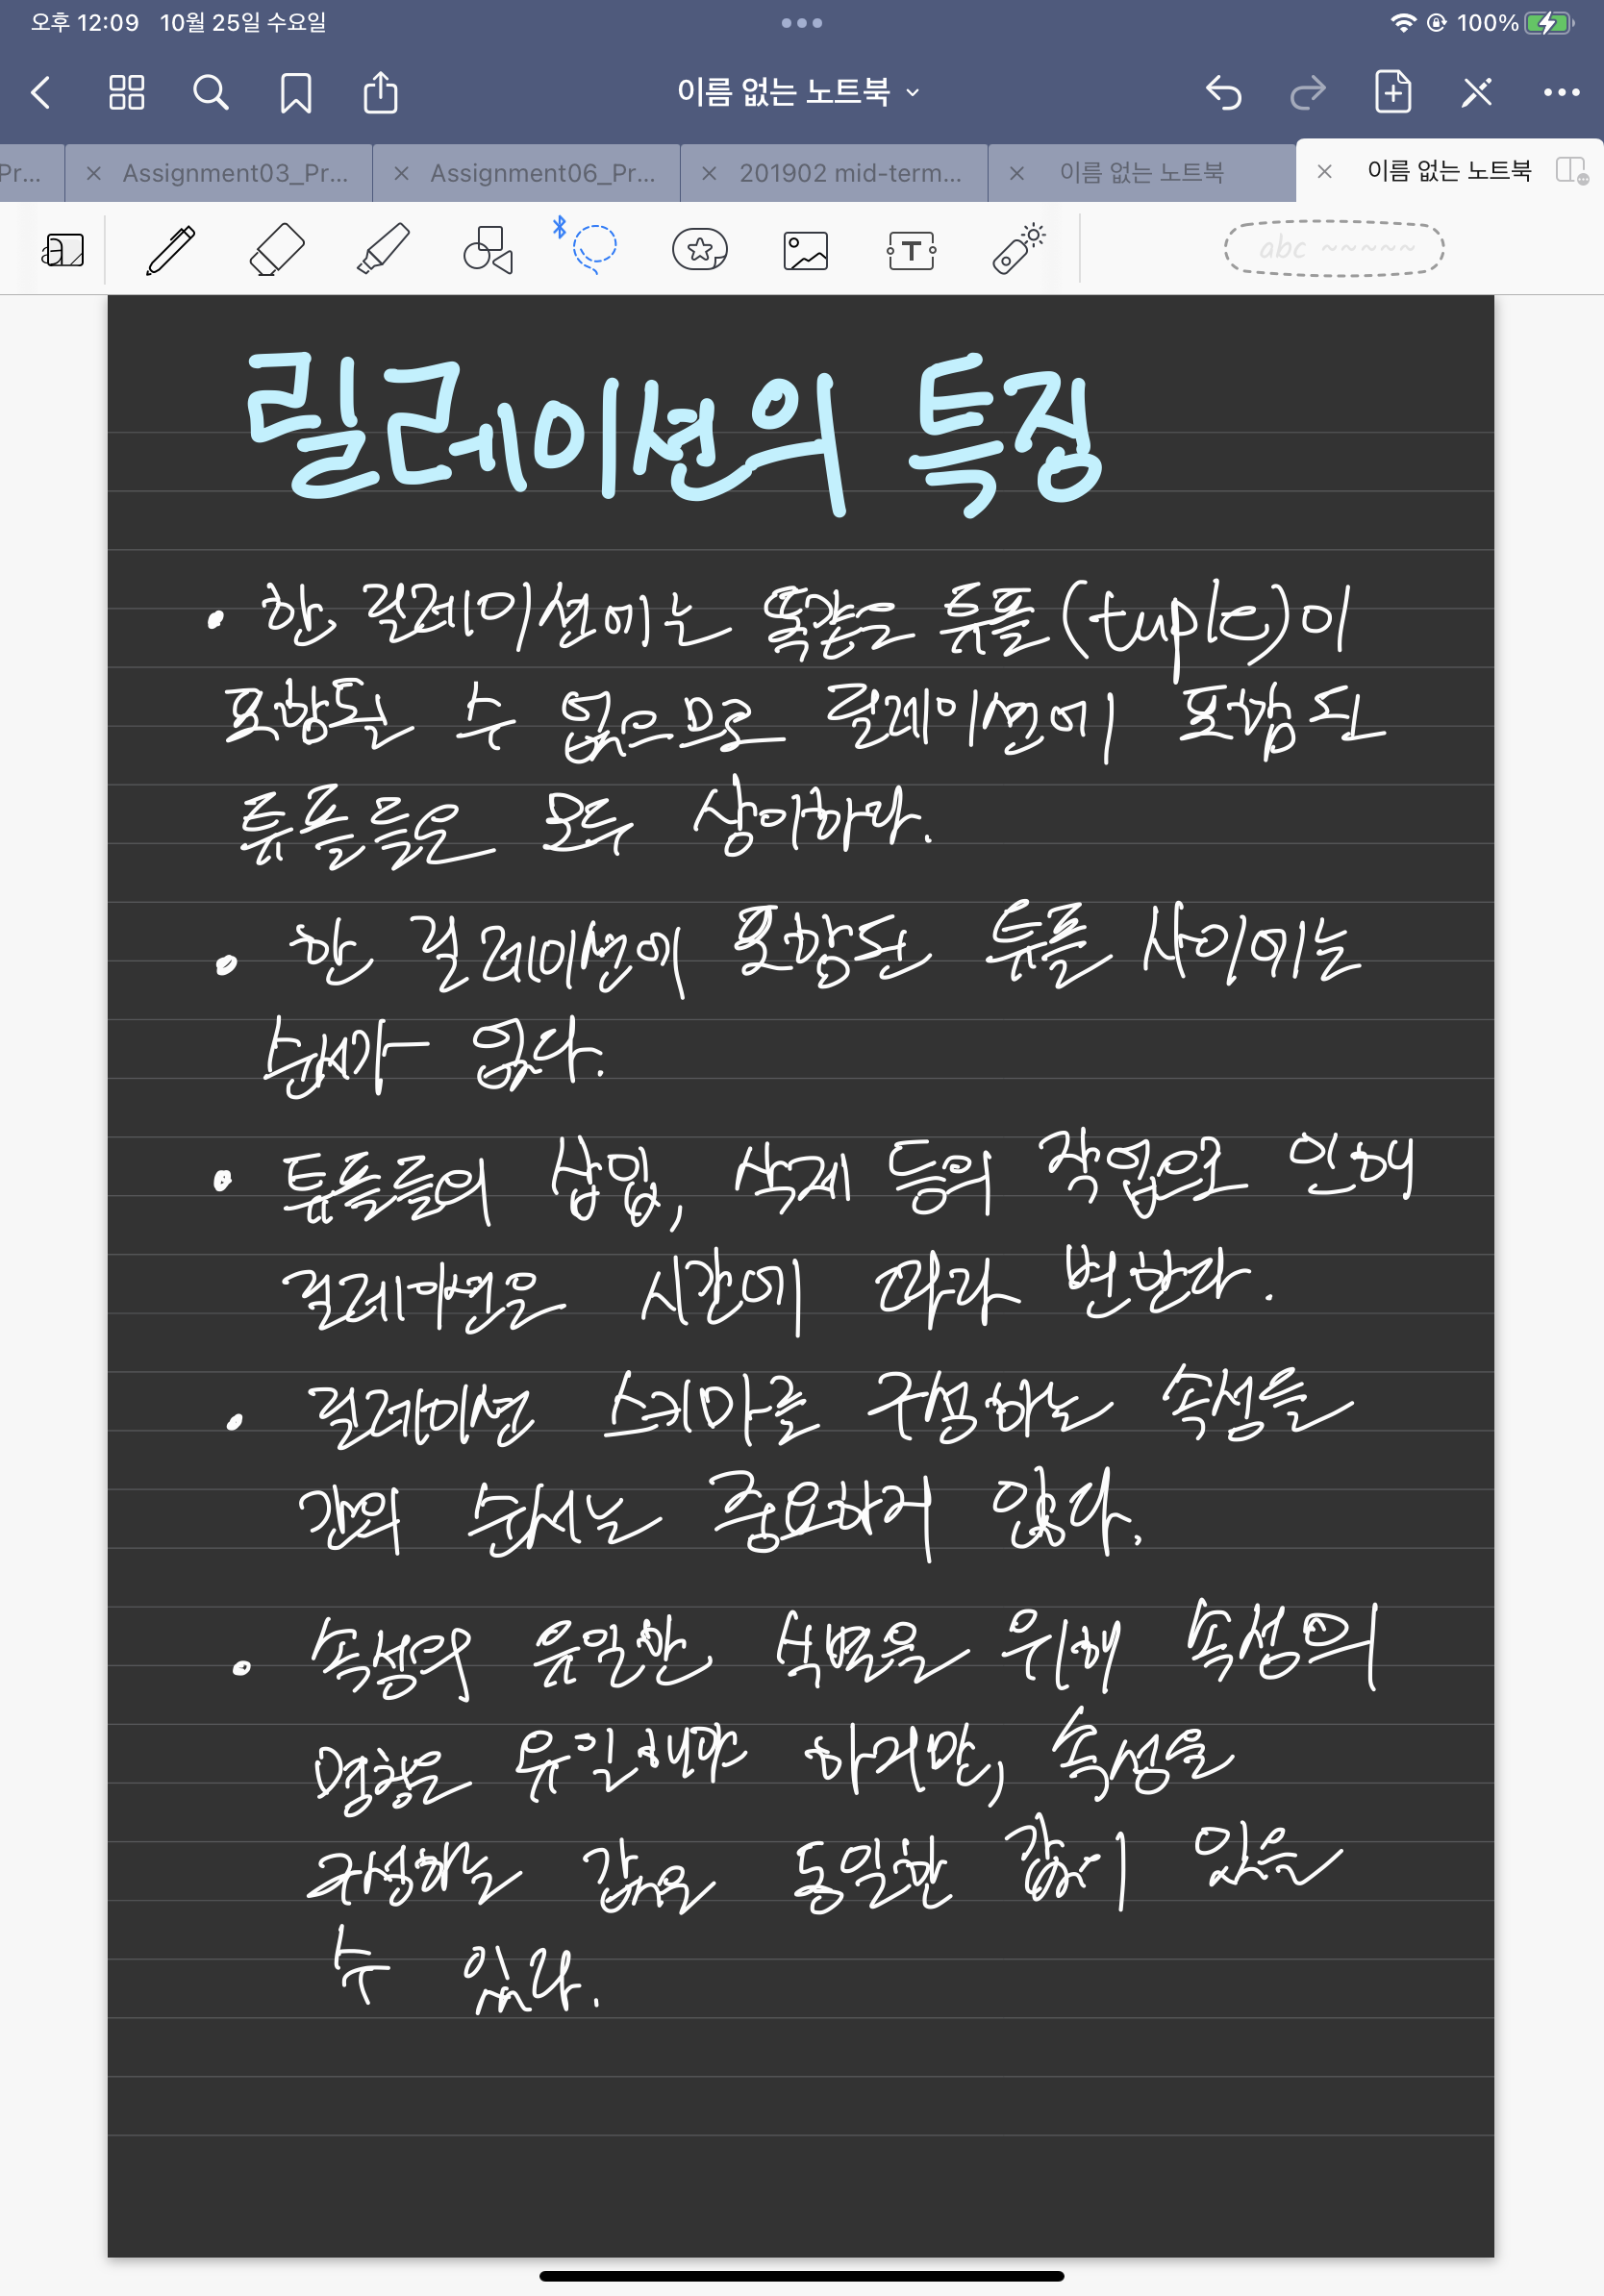 오후 12:09 10월 25일 수요일 100%
이름 없는 노트북
Pr... Assignment03_Pr... Assignment06_Pr... 201902 mid-term... 이름 없는 노트북 이름 없는 노트북
T abc
릴레이션의 특징
• 한 릴레이션에는 똑같은 튜플(tuple)이
포함될 수 없으므로 릴레이션에 포함된
튜플들은 모두 상이하다.
• 한 릴레이션에 포함된 튜플 사이에는
순서가 없다.
• 튜플들의 삽입, 삭제 등의 작업으로 인해
릴레이션은 시간에 따라 변한다.
• 릴레이션 스키마를 구성하는 속성들
간의 순서는 중요하지 않다.
• 속성의 유일한 식별을 위해 속성의
명칭은 유일해야 하지만, 속성을
구성하는 값은 동일한 값이 있을
수 있다.